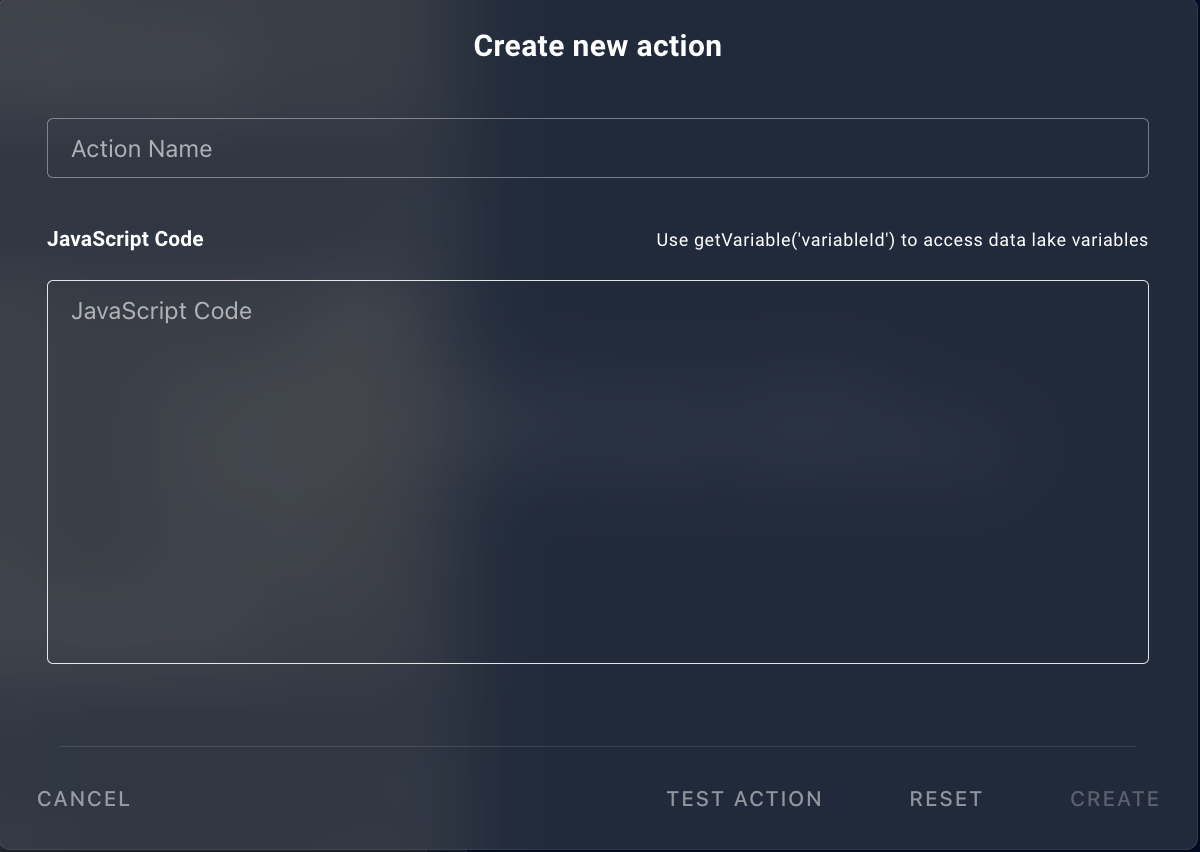 Create new action
Action Name
JavaScript Code
Use getVariable('variableId') to access data lake variables
JavaScript Code
CANCEL
TEST ACTION
RESET
CREATE